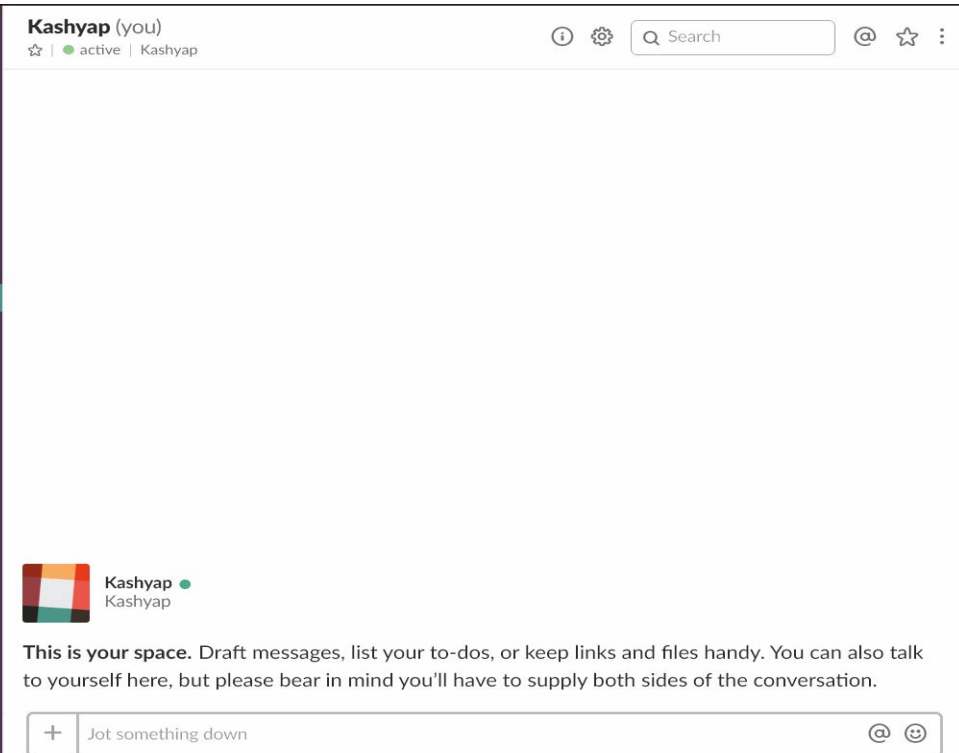 Kashyap (you)
active | Kashyap
Search
Kashyap
Kashyap
This is your space. Draft messages, list your to-dos, or keep links and files handy. You can also talk
to yourself here, but please bear in mind you'll have to supply both sides of the conversation.
Jot something down